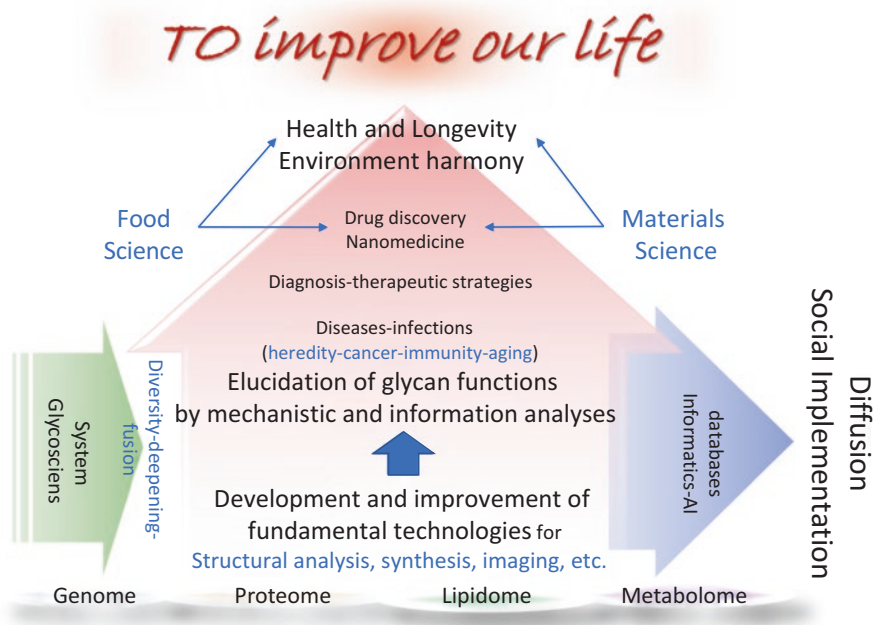 TO improve our life
Health and Longevity
Environment harmony
Food
Science
Drug discovery
Nanomedicine
Materials
Science
Diagnosis-therapeutic strategies
Diseases-infections
(heredity-cancer-immunity-aging)
Elucidation of glycan functions
by mechanistic and information analyses
System
Glycosciens
Diversity-deepening-
fusion
databases
Informatics-AI
Diffusion
Social Implementation
Development and improvement of
fundamental technologies for
Structural analysis, synthesis, imaging, etc.
Genome
Proteome
Lipidome
Metabolome